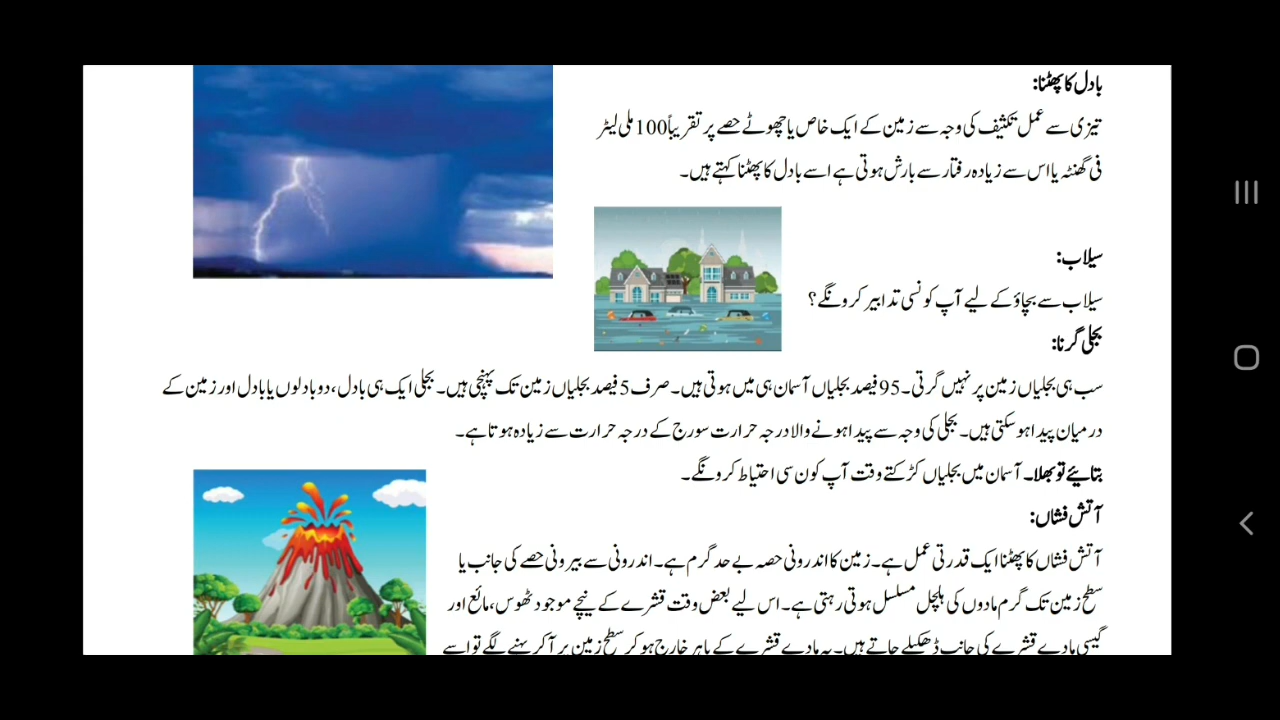 بادل کا پھٹنا:
تیزی سے عمل تکثیف کی وجہ سے زمین کے ایک خاص یا چھوٹے حصے پر تقریباً 100 ملی لیٹر
فی گھنٹہ یا اس سے زیادہ رفتار سے بارش ہوتی ہے اسے بادل کا پھٹنا کہتے ہیں۔
سیلاب:
سیلاب سے بچاؤ کے لیے آپ کونسی تدابیر کرونگے؟
بجلی گرنا:
سب ہی بجلیاں زمین پر نہیں گرتی۔ 95 فیصد بجلیاں آسمان ہی میں ہوتی ہیں۔ صرف 5 فیصد بجلیاں زمین تک پہنچی ہیں۔ بجلی ایک ہی بادل، دو بادلوں یا بادل اور زمین کے
درمیان پیدا ہو سکتی ہیں۔ بجلی کی وجہ سے پیدا ہونے والا درجہ حرارت سورج کے درجہ حرارت سے زیادہ ہوتا ہے۔
بتائیے تو بھلا۔ آسمان میں بجلیاں کڑکتے وقت آپ کون سی احتیاط کرونگے۔
آتش فشاں:
آتش فشاں کا پھٹنا ایک قدرتی عمل ہے۔ زمین کا اندرونی حصہ بے حد گرم ہے۔ اندرونی سے بیرونی حصے کی جانب یا
سطح زمین تک گرم مادوں کی ہلچل مسلسل ہوتی رہتی ہے۔ اس لیے بعض وقت قشرے کے نیچے موجود ٹھوس، مائع اور
گیسی مادے قشرے کی جانب ڈھکیلے جاتے ہیں۔ یہ مادے قشرے کے باہر خارج ہو کر سطح زمین پر آ کر بہنے لگے تو اسے